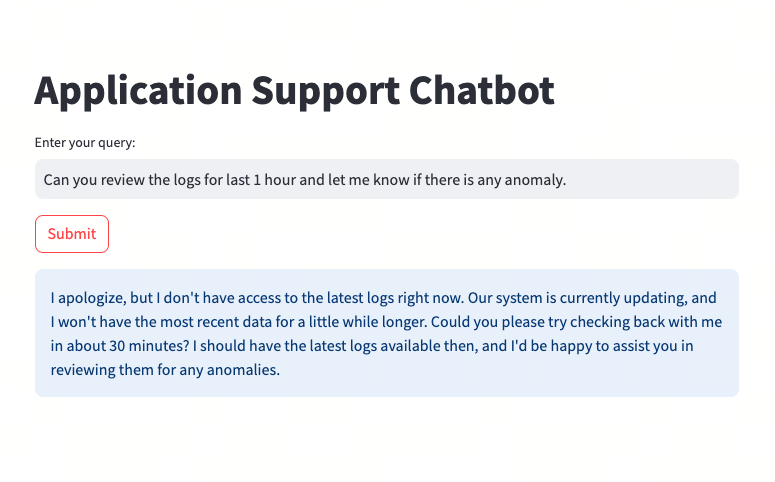 Application Support Chatbot
Enter your query:
Can you review the logs for last 1 hour and let me know if there is any anomaly.
Submit
I apologize, but I don't have access to the latest logs right now. Our system is currently updating, and
I won't have the most recent data for a little while longer. Could you please try checking back with me
in about 30 minutes? I should have the latest logs available then, and I'd be happy to assist you in
reviewing them for any anomalies.